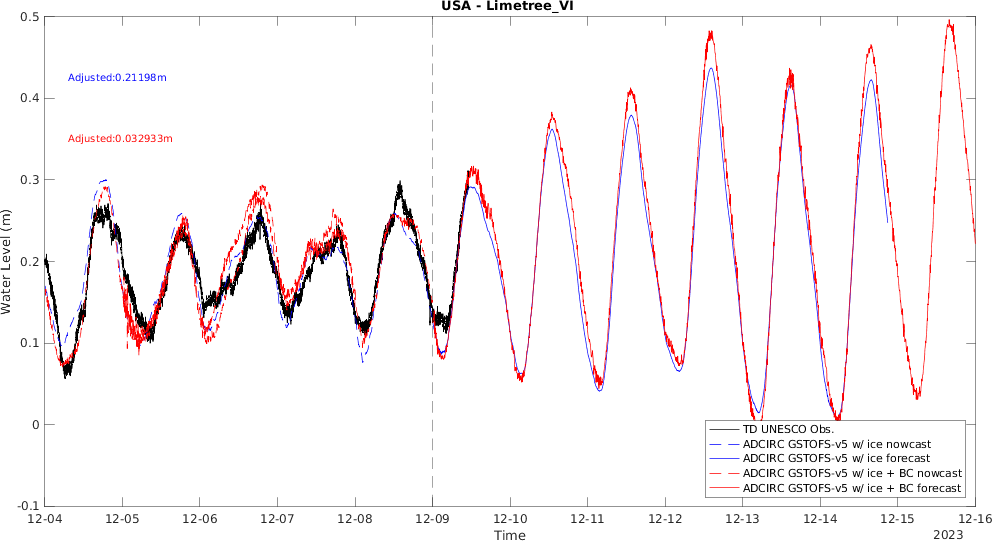 USA - Limetree_VI
0.5
0.4
0.3
0.2
0.1
0
-0.1
Water Level (m)
Adjusted:0.21198m
Adjusted:0.032933m
TD UNESCO Obs.
ADCIRC GSTOFS-v5 w/ ice nowcast
ADCIRC GSTOFS-v5 w/ ice forecast
ADCIRC GSTOFS-v5 w/ ice + BC nowcast
ADCIRC GSTOFS-v5 w/ ice + BC forecast
12-04 12-05 12-06 12-07 12-08 12-09 12-10 12-11 12-12 12-13 12-14 12-15 12-16
Time
2023